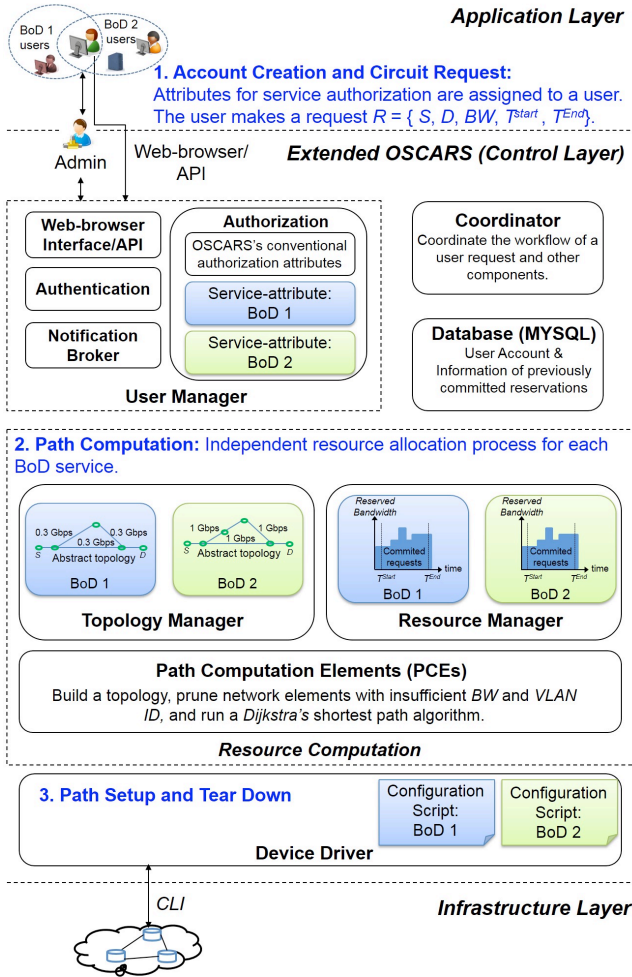 Application Layer
BoD 1
users
BoD 2
users
1. Account Creation and Circuit Request:
Attributes for service authorization are assigned to a user.
The user makes a request R = { S, D, BW, T^Start , T^End}.
Admin
Web-browser/
API
Extended OSCARS (Control Layer)
Web-browser
Interface/API
Authentication
Notification
Broker
Authorization
OSCARS's conventional
authorization attributes
Service-attribute:
BoD 1
Service-attribute:
BoD 2
User Manager
Coordinator
Coordinate the workflow of a
user request and other
components.
Database (MYSQL)
User Account &
Information of previously
committed reservations
2. Path Computation: Independent resource allocation process for each
BoD service.
0.3 Gbps
0.3 Gbps
0.3 Gbps
S
D
Abstract topology
BoD 1
1 Gbps
1 Gbps
1 Gbps
S
D
Abstract topology
BoD 2
Topology Manager
Reserved
Bandwidth
Commited
requests
time
T^Start
T^End
BoD 1
Reserved
Bandwidth
Commited
requests
time
T^Start
T^End
BoD 2
Resource Manager
Path Computation Elements (PCEs)
Build a topology, prune network elements with insufficient BW and VLAN
ID, and run a Dijkstra's shortest path algorithm.
Resource Computation
3. Path Setup and Tear Down
Configuration
Script:
BoD 1
Configuration
Script:
BoD 2
Device Driver
CLI
Infrastructure Layer